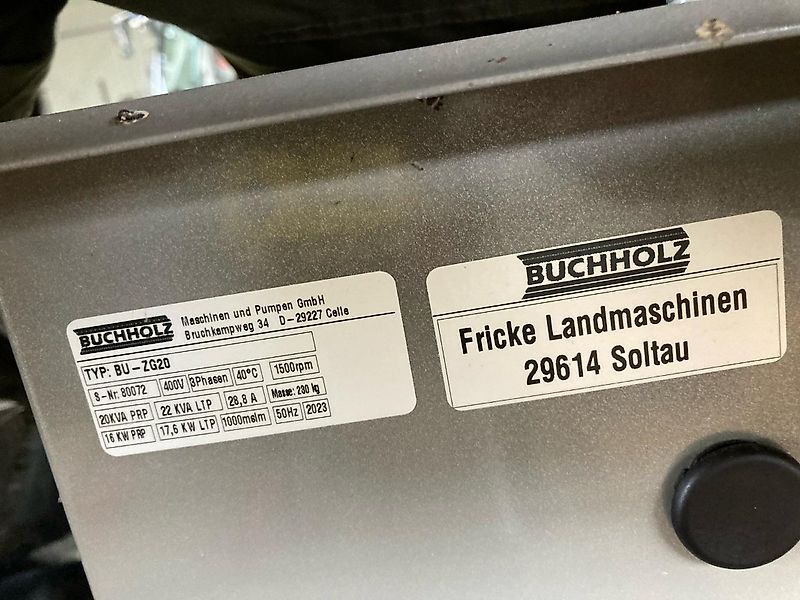 BUCHHOLZ
Maschinen und Pumpen GmbH
Bruchkampweg 34 D-29227 Celle
TYP: BU-ZG20
S-Nr. 80072 400V 3Phasen 40°C 1500rpm
20KVA PRP 22 KVA LTP 28,8 A Masse: 230 kg
16 KW PRP 17,6 KW LTP 1000mslm 50Hz 2023
BUCHHOLZ
Fricke Landmaschinen
29614 Soltau